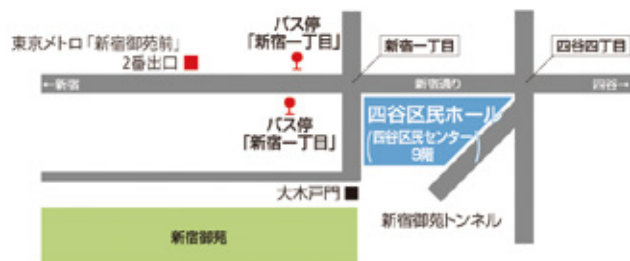 東京メトロ「新宿御苑前」
2番出口
バス停
「新宿一丁目」
新宿一丁目
四谷四丁目
←新宿
新宿通り
四谷→
バス停
「新宿一丁目」
四谷区民ホール
(四谷区民センター
9階)
大木戸門
新宿御苑トンネル
新宿御苑